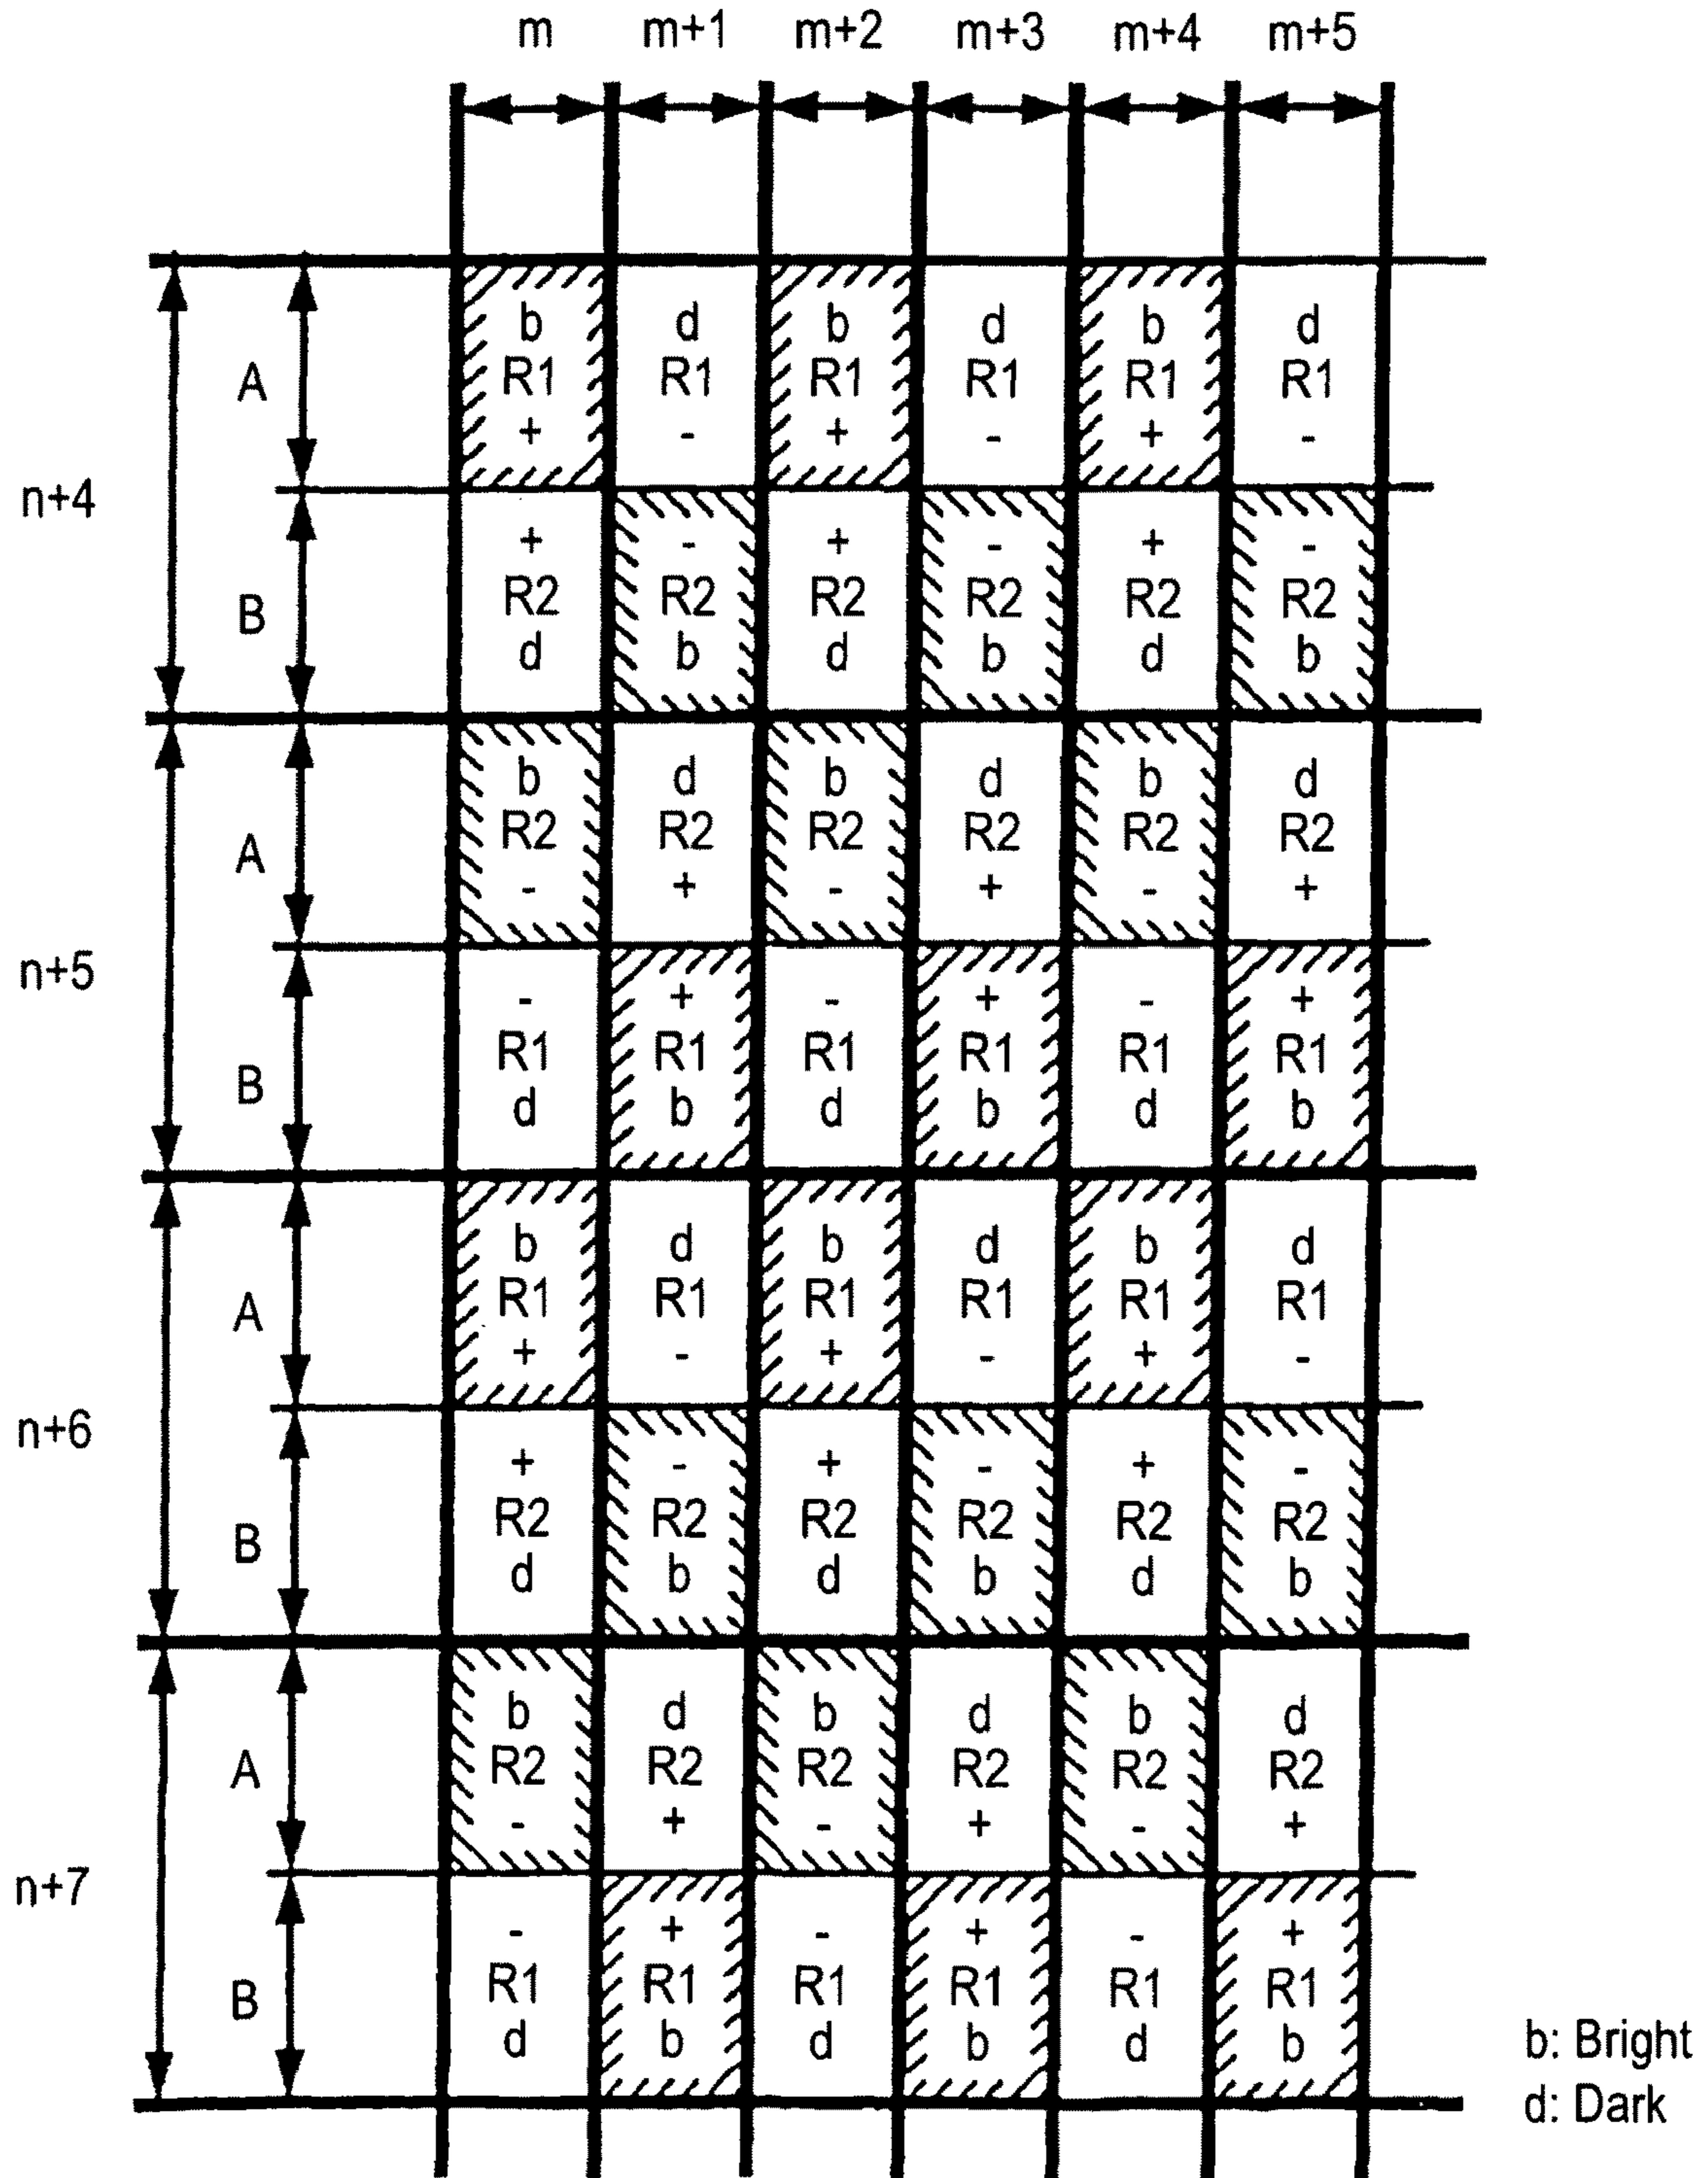 m m+1 m+2 m+3 m+4 m+5
b d b d b d
A R1 R1 R1 R1 R1 R1
+ - + - + -
n+4
+ - + - + -
B R2 R2 R2 R2 R2 R2
d b d b d b
b d b d b d
A R2 R2 R2 R2 R2 R2
- + - + - +
n+5
- + - + - +
B R1 R1 R1 R1 R1 R1
d b d b d b
b d b d b d
A R1 R1 R1 R1 R1 R1
+ - + - + -
n+6
+ - + - + -
B R2 R2 R2 R2 R2 R2
d b d b d b
b d b d b d
A R2 R2 R2 R2 R2 R2
- + - + - +
n+7
- + - + - +
B R1 R1 R1 R1 R1 R1
d b d b d b
b: Bright
d: Dark